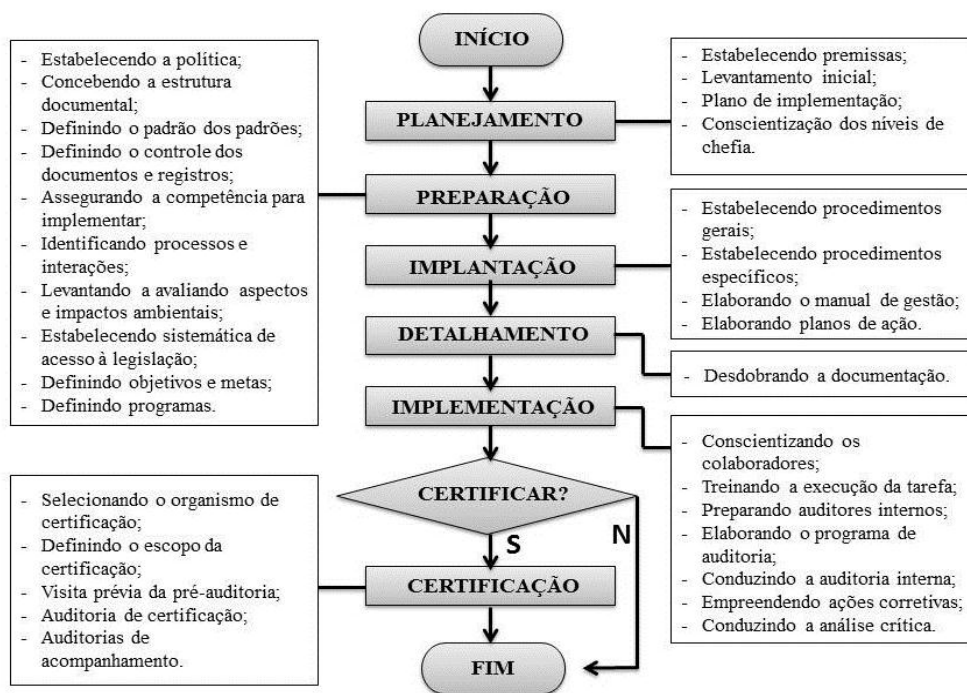 INÍCIO
- Estabelecendo a política;
- Concebendo a estrutura
documental;
- Definindo o padrão dos padrões;
- Definindo o controle dos
documentos e registros;
- Assegurando a competência para
implementar;
- Identificando processos e
interações;
- Levantando a avaliando aspectos
e impactos ambientais;
- Estabelecendo sistemática de
acesso à legislação;
- Definindo objetivos e metas;
- Definindo programas.
- Estabelecendo premissas;
- Levantamento inicial;
- Plano de implementação;
- Conscientização dos níveis de
chefia.
PLANEJAMENTO
PREPARAÇÃO
- Estabelecendo procedimentos
gerais;
- Estabelecendo procedimentos
específicos;
- Elaborando o manual de gestão;
- Elaborando planos de ação.
IMPLANTAÇÃO
DETALHAMENTO
- Desdobrando a documentação.
IMPLEMENTAÇÃO
- Conscientizando os
colaboradores;
- Treinando a execução da tarefa;
- Preparando auditores internos;
- Elaborando o programa de
auditoria;
- Conduzindo a auditoria interna;
- Empreendendo ações corretivas;
- Conduzindo a análise crítica.
CERTIFICAR?
S
N
- Selecionando o organismo de
certificação;
- Definindo o escopo da
certificação;
- Visita prévia da pré-auditoria;
- Auditoria de certificação;
- Auditorias de
acompanhamento.
CERTIFICAÇÃO
FIM